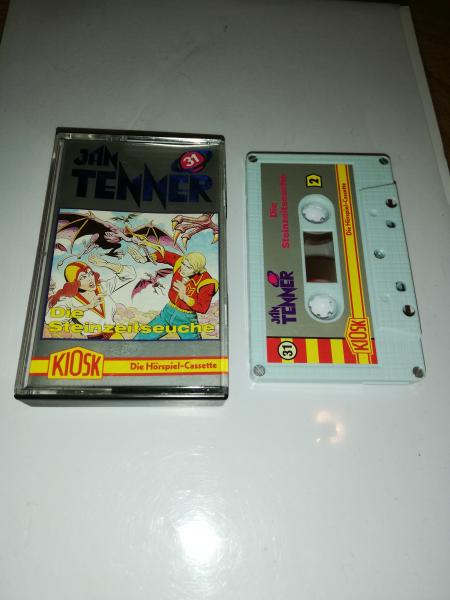 JAN
31
TENNER
Die
Steinzeitseuche
KIOSK
Die Hörspiel-Cassette
JAN
TENNER
Die
Steinzeitseuche
2
31
KIOSK
Die Hörspiel-Cassette